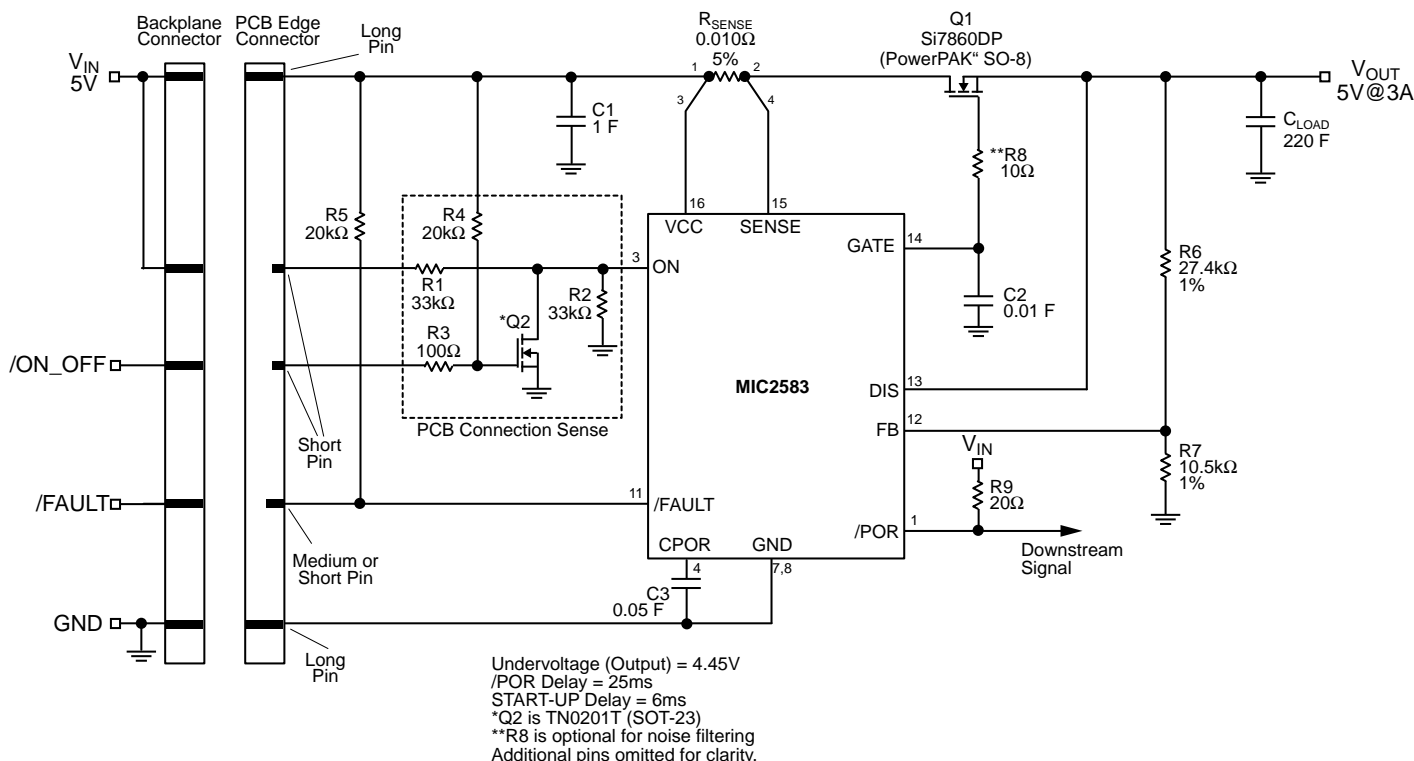 Backplane
Connector
PCB Edge
Connector
Long
Pin
RSENSE
0.010Ω
5%
Q1
Si7860DP
(PowerPAK“ SO-8)
VIN
5V
1
2
3
4
VOUT
5V@3A
C1
1 F
CLOAD
220 F
**R8
10Ω
R5
20kΩ
R4
20kΩ
16
15
VCC
SENSE
GATE
14
3
ON
R1
33kΩ
R2
33kΩ
R6
27.4kΩ
1%
C2
0.01 F
*Q2
R3
100Ω
/ON_OFF
MIC2583
DIS
13
PCB Connection Sense
FB
12
Short
Pin
VIN
R7
10.5kΩ
1%
R9
20Ω
/FAULT
11
/FAULT
/POR
1
Downstream
Signal
CPOR
GND
4
7,8
Medium or
Short Pin
C3
0.05 F
GND
Long
Pin
Undervoltage (Output) = 4.45V
/POR Delay = 25ms
START-UP Delay = 6ms
*Q2 is TN0201T (SOT-23)
**R8 is optional for noise filtering
Additional pins omitted for clarity.